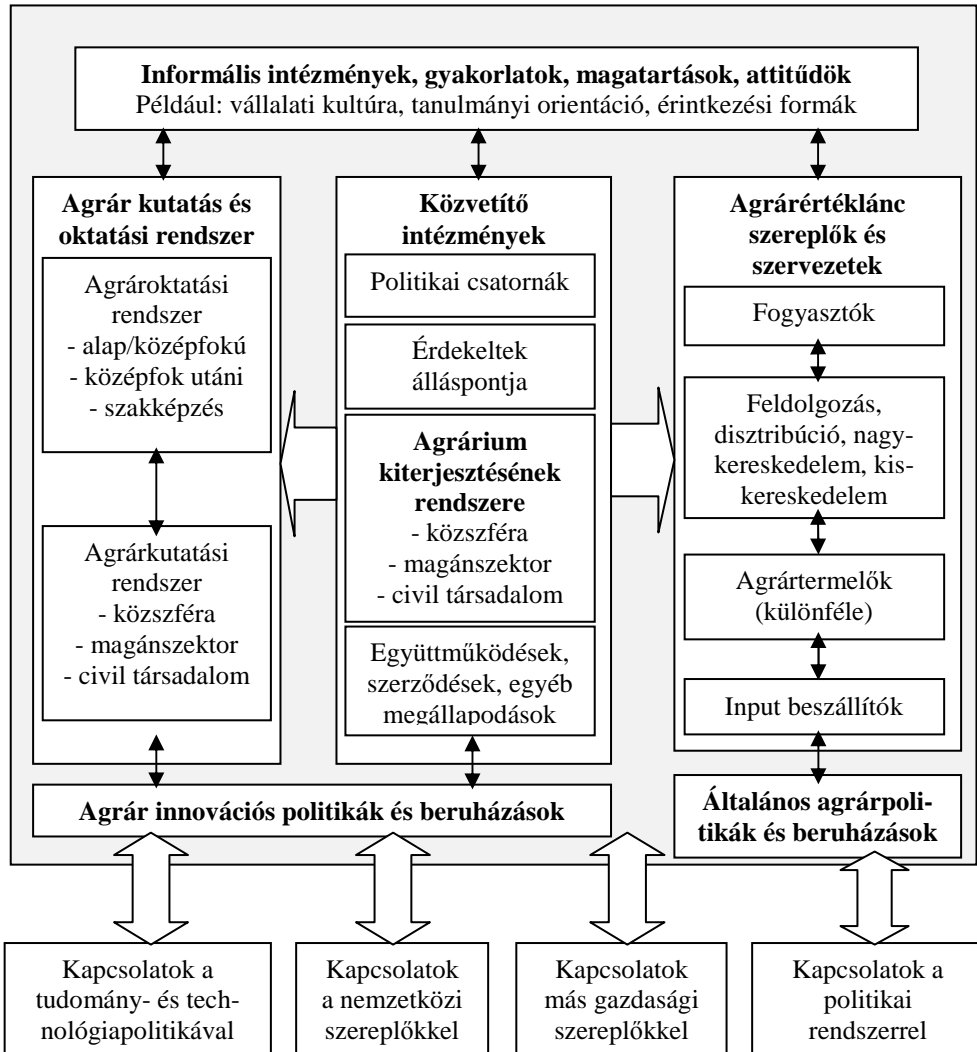 Informális intézmények, gyakorlatok, magatartások, attitűdök
Például: vállalati kultúra, tanulmányi orientáció, érintkezési formák
Agrár kutatás és
oktatási rendszer
Agrároktatási
rendszer
- alap/középfokú
- középfok utáni
- szakképzés
Agrárkutatási
rendszer
- közszféra
- magánszektor
- civil társadalom
Közvetítő
intézmények
Politikai csatornák
Érdekeltek
álláspontja
Agrárium
kiterjesztésének
rendszere
- közszféra
- magánszektor
- civil társadalom
Együttműködések,
szerződések, egyéb
megállapodások
Agrárértéklánc
szereplők és
szervezetek
Fogyasztók
Feldolgozás,
disztribúció, nagy-
kereskedelem, kis-
kereskedelem
Agrártermelők
(különféle)
Input beszállítók
Agrár innovációs politikák és beruházások
Általános agrárpoli-
tikák és beruházások
Kapcsolatok a
tudomány- és tech-
nológiapolitikával
Kapcsolatok
a nemzetközi
szereplőkkel
Kapcsolatok
más gazdasági
szereplőkkel
Kapcsolatok a
politikai
rendszerrel